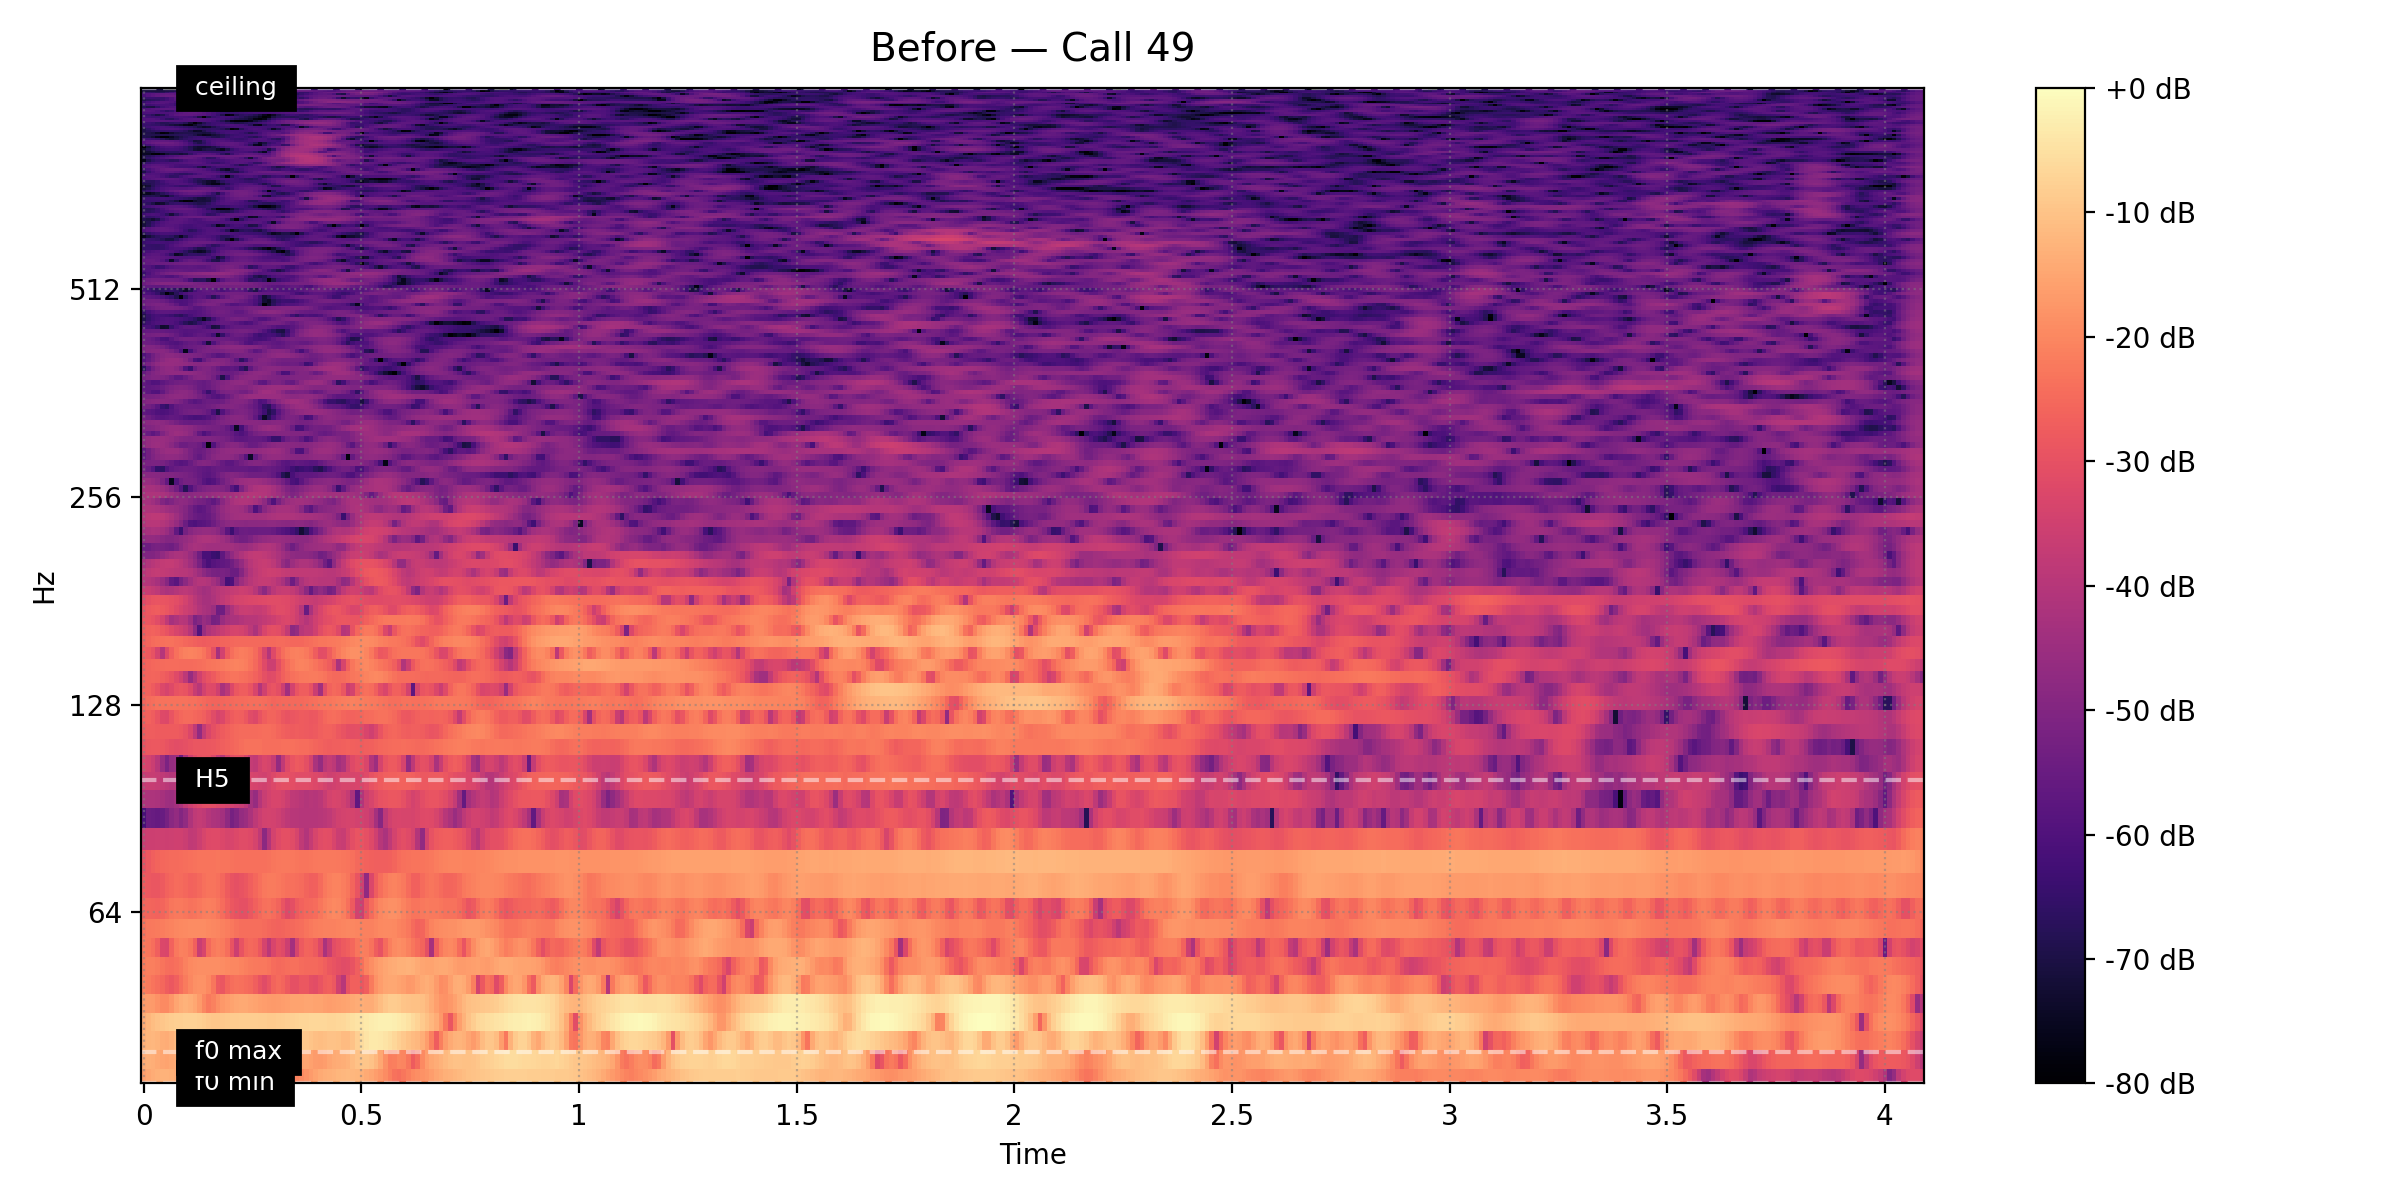 Before — Call 49
ceiling
+0 dB
-10 dB
-20 dB
-30 dB
-40 dB
-50 dB
-60 dB
-70 dB
-80 dB
Hz
512
256
128
64
H5
f0 max
f0 min
0 0.5 1 1.5 2 2.5 3 3.5 4
Time